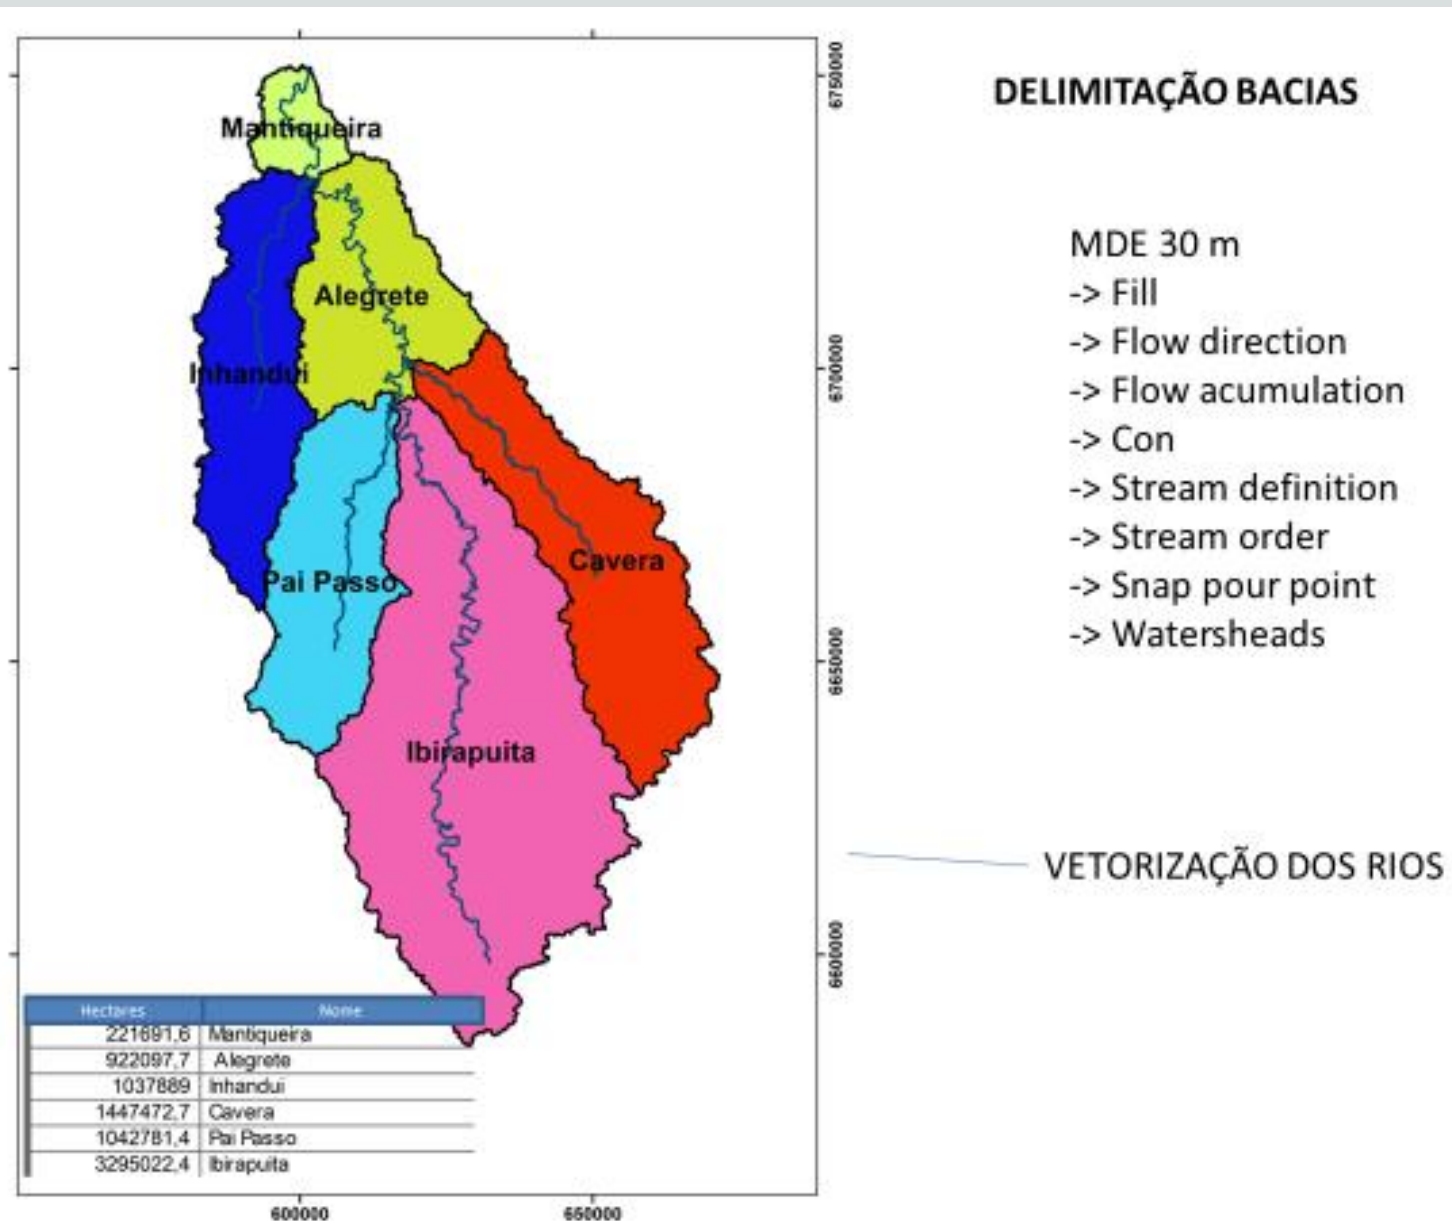 DELIMITAÇÃO BACIAS
MDE 30 m
-> Fill
-> Flow direction
-> Flow acumulation
-> Con
-> Stream definition
-> Stream order
-> Snap pour point
-> Watersheads
VETORIZAÇÃO DOS RIOS
Mantiqueira
Alegrete
Inhandui
Cavera
Pai Passo
Ibirapuita
6750000
6700000
6650000
6600000
600000 650000
Hectares Nome
221691,6 Mantiqueira
922097,7 Alegrete
1037889 Inhandui
1447472,7 Cavera
1042781,4 Pai Passo
3295022,4 Ibirapuita